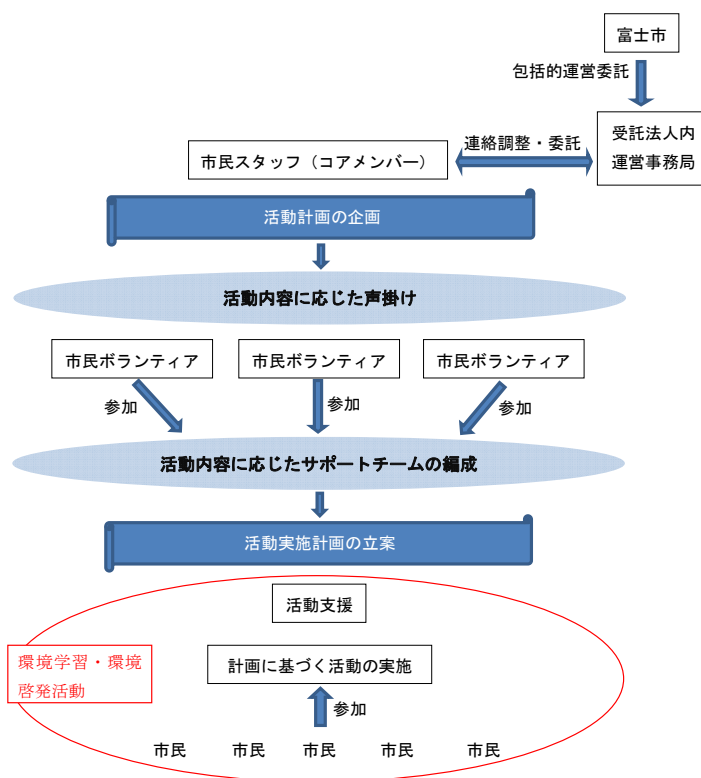 富士市
包括的運営委託
受託法人内
運営事務局
連絡調整・委託
市民スタッフ（コアメンバー）
活動計画の企画
活動内容に応じた声掛け
市民ボランティア
市民ボランティア
市民ボランティア
参加
参加
参加
活動内容に応じたサポートチームの編成
活動実施計画の立案
活動支援
環境学習・環境
啓発活動
計画に基づく活動の実施
参加
市民 市民 市民 市民 市民